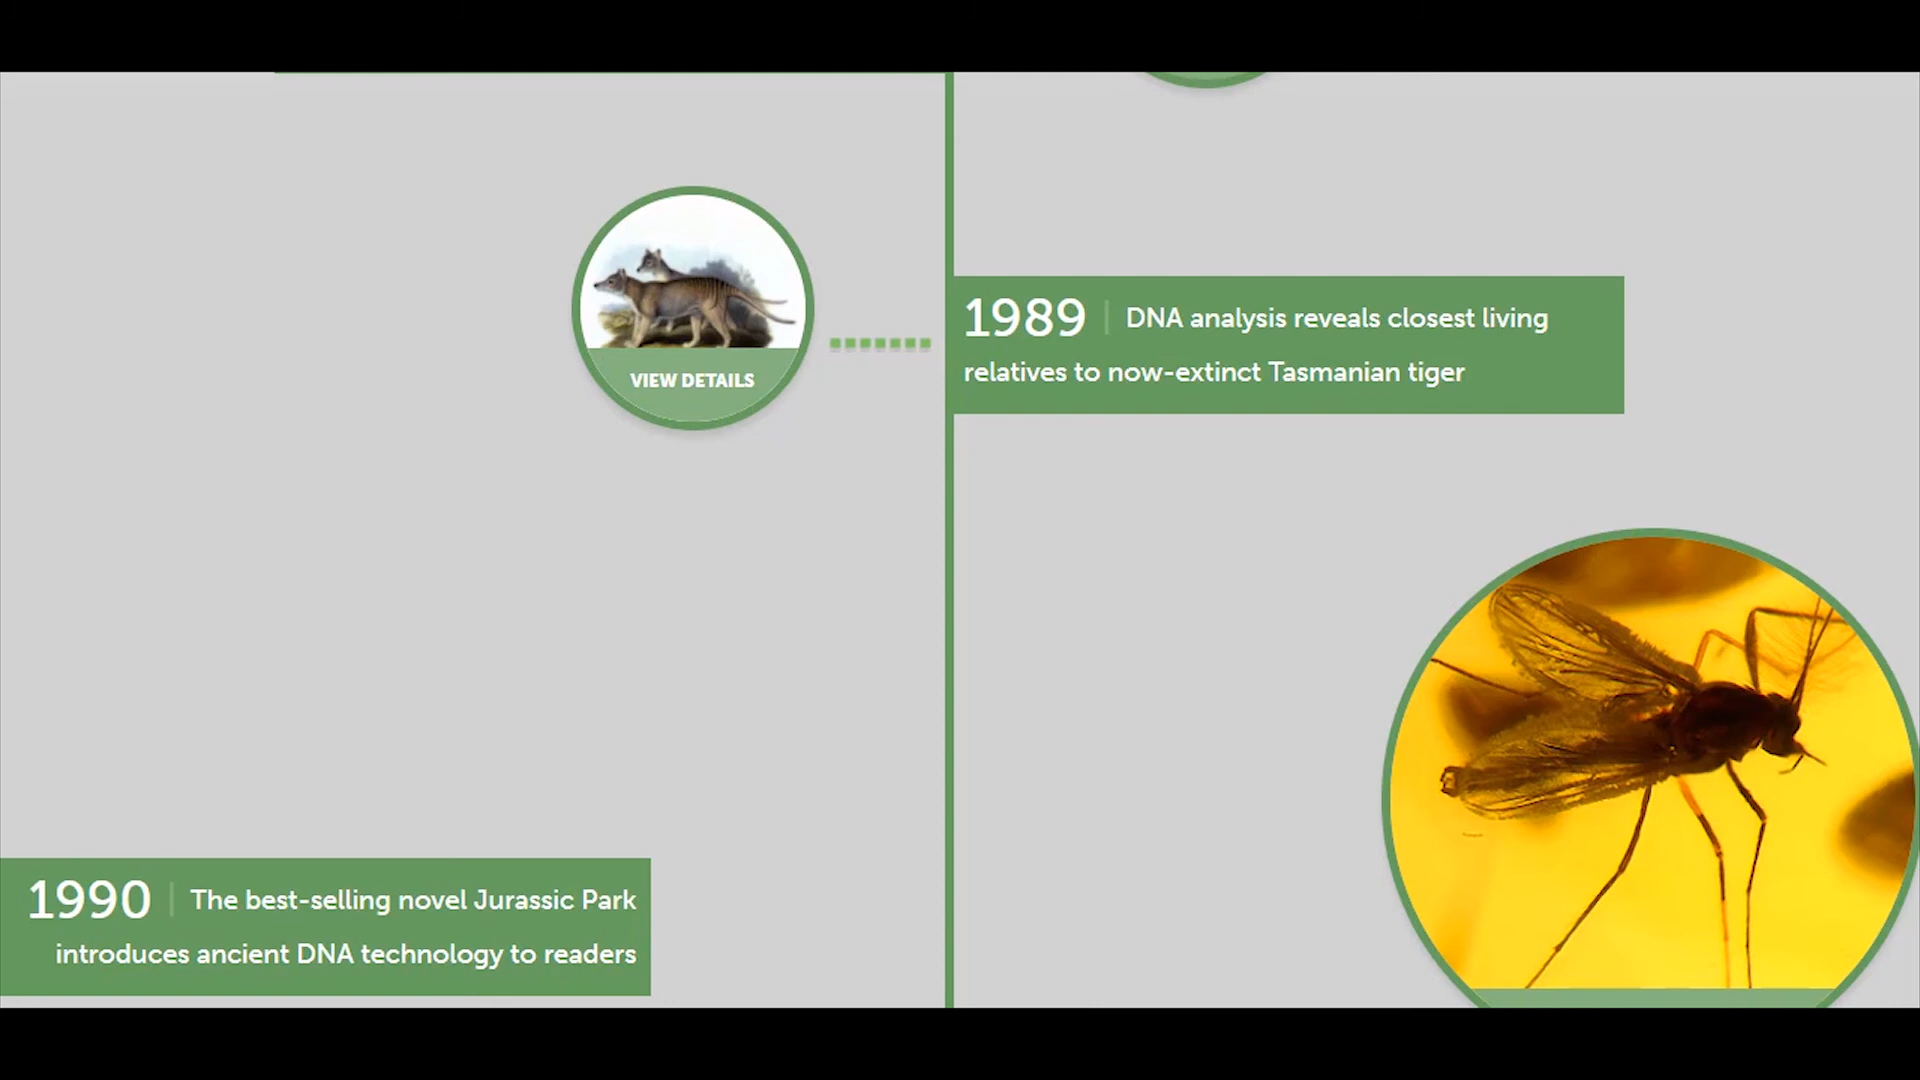 VIEW DETAILS
1989 | DNA analysis reveals closest living
relatives to now-extinct Tasmanian tiger
1990 | The best-selling novel Jurassic Park
introduces ancient DNA technology to readers